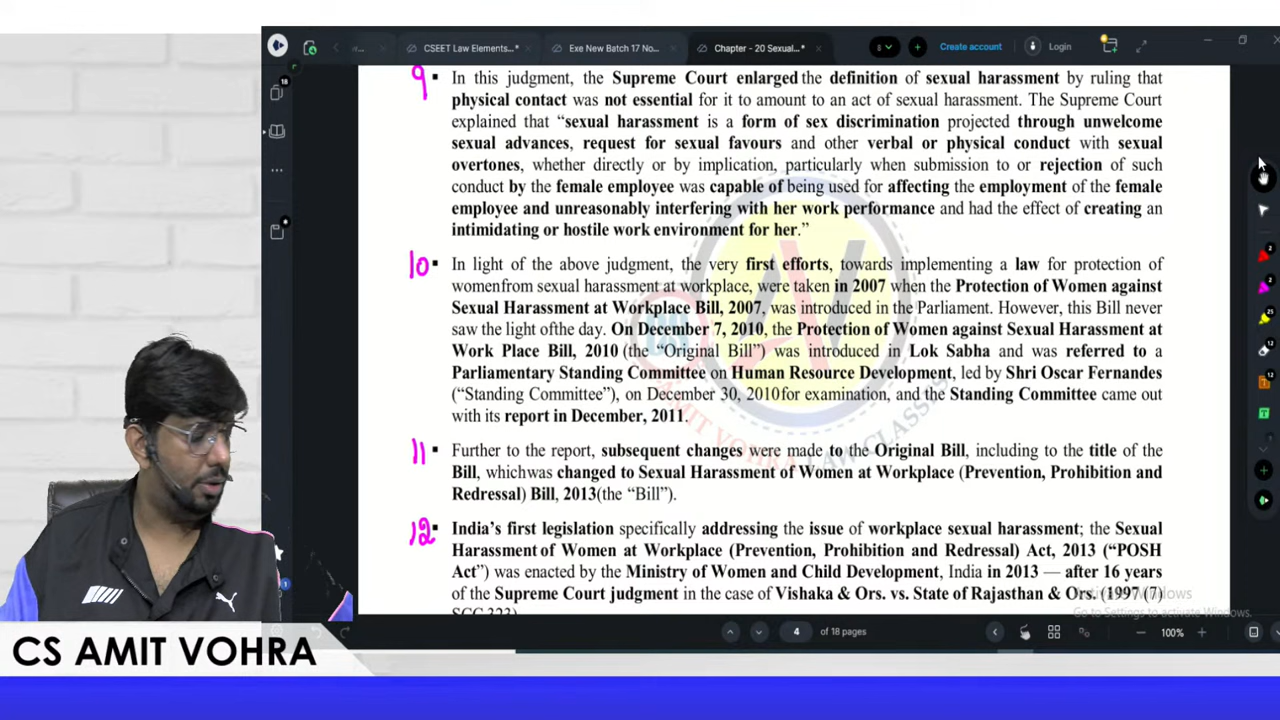 CSEET Law Elements...*
Exe New Batch 17 No...
Chapter - 20 Sexual...*
8
Create account
Login
9 ▪ In this judgment, the Supreme Court enlarged the definition of sexual harassment by ruling that
physical contact was not essential for it to amount to an act of sexual harassment. The Supreme Court
explained that “sexual harassment is a form of sex discrimination projected through unwelcome
sexual advances, request for sexual favours and other verbal or physical conduct with sexual
overtones, whether directly or by implication, particularly when submission to or rejection of such
conduct by the female employee was capable of being used for affecting the employment of the female
employee and unreasonably interfering with her work performance and had the effect of creating an
intimidating or hostile work environment for her.”
10 ▪ In light of the above judgment, the very first efforts, towards implementing a law for protection of
womenfrom sexual harassment at workplace, were taken in 2007 when the Protection of Women against
Sexual Harassment at Workplace Bill, 2007, was introduced in the Parliament. However, this Bill never
saw the light ofthe day. On December 7, 2010, the Protection of Women against Sexual Harassment at
Work Place Bill, 2010 (the “Original Bill”) was introduced in Lok Sabha and was referred to a
Parliamentary Standing Committee on Human Resource Development, led by Shri Oscar Fernandes
(“Standing Committee”), on December 30, 2010for examination, and the Standing Committee came out
with its report in December, 2011.
11 ▪ Further to the report, subsequent changes were made to the Original Bill, including to the title of the
Bill, whichwas changed to Sexual Harassment of Women at Workplace (Prevention, Prohibition and
Redressal) Bill, 2013(the “Bill”).
12 ▪ India’s first legislation specifically addressing the issue of workplace sexual harassment; the Sexual
Harassment of Women at Workplace (Prevention, Prohibition and Redressal) Act, 2013 (“POSH
Act”) was enacted by the Ministry of Women and Child Development, India in 2013 — after 16 years
of the Supreme Court judgment in the case of Vishaka & Ors. vs. State of Rajasthan & Ors. (1997 (7)
SCC 323)
AMIT VOHRA LAW CLASSES
Activate Windows
Go to Settings to activate Windows.
4 of 18 pages
100%
CS AMIT VOHRA